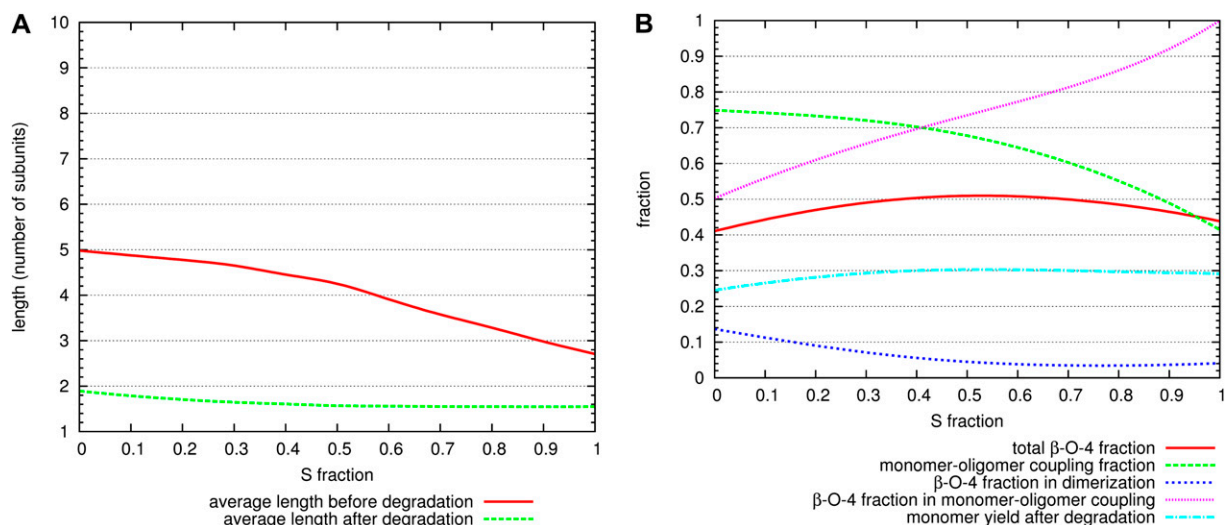 A
10
9
8
7
6
5
4
3
2
1
length (number of subunits)
0 0.1 0.2 0.3 0.4 0.5 0.6 0.7 0.8 0.9 1
S fraction
average length before degradation
average length after degradation
B
1
0.9
0.8
0.7
0.6
0.5
0.4
0.3
0.2
0.1
0
fraction
0 0.1 0.2 0.3 0.4 0.5 0.6 0.7 0.8 0.9 1
S fraction
total β-O-4 fraction
monomer-oligomer coupling fraction
β-O-4 fraction in dimerization
β-O-4 fraction in monomer-oligomer coupling
monomer yield after degradation